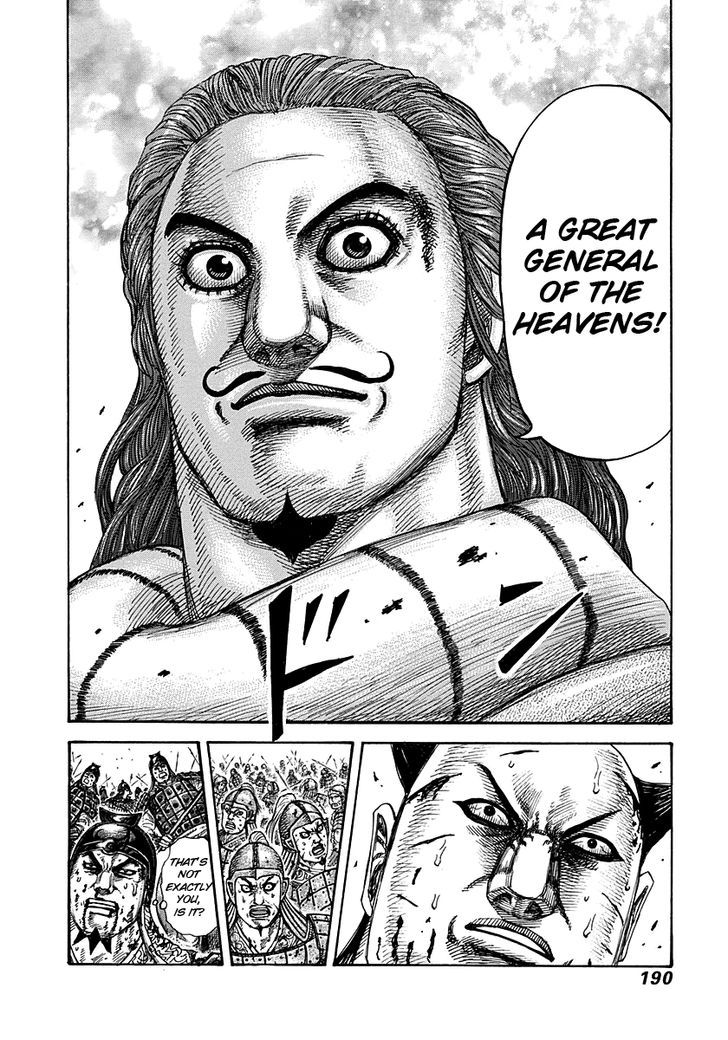 A GREAT
GENERAL
OF THE
HEAVENS!
ドン
THAT'S
NOT
EXACTLY
YOU,
IS IT?
190